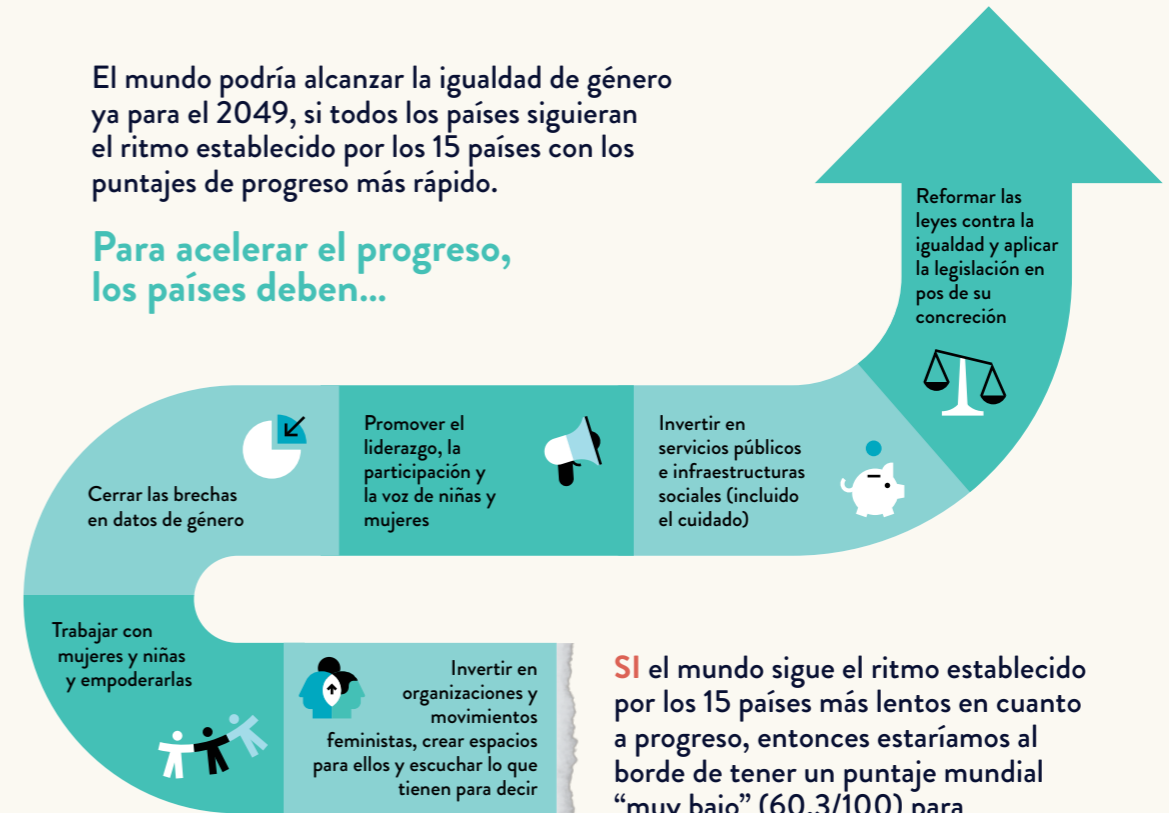 El mundo podría alcanzar la igualdad de género
ya para el 2049, si todos los países siguieran
el ritmo establecido por los 15 países con los
puntajes de progreso más rápido.
Para acelerar el progreso,
los países deben...
Reformar las
leyes contra la
igualdad y aplicar
la legislación en
pos de su
concreción
Cerrar las brechas
en datos de género
Promover el
liderazgo, la
participación y
la voz de niñas y
mujeres
Invertir en
servicios públicos
e infraestructuras
sociales (incluido
el cuidado)
Trabajar con
mujeres y niñas
y empoderarlas
Invertir en
organizaciones y
movimientos
feministas, crear espacios
para ellos y escuchar lo que
tienen para decir
SI el mundo sigue el ritmo establecido
por los 15 países más lentos en cuanto
a progreso, entonces estaríamos al
borde de tener un puntaje mundial
“muy bajo” (60.3/100) para